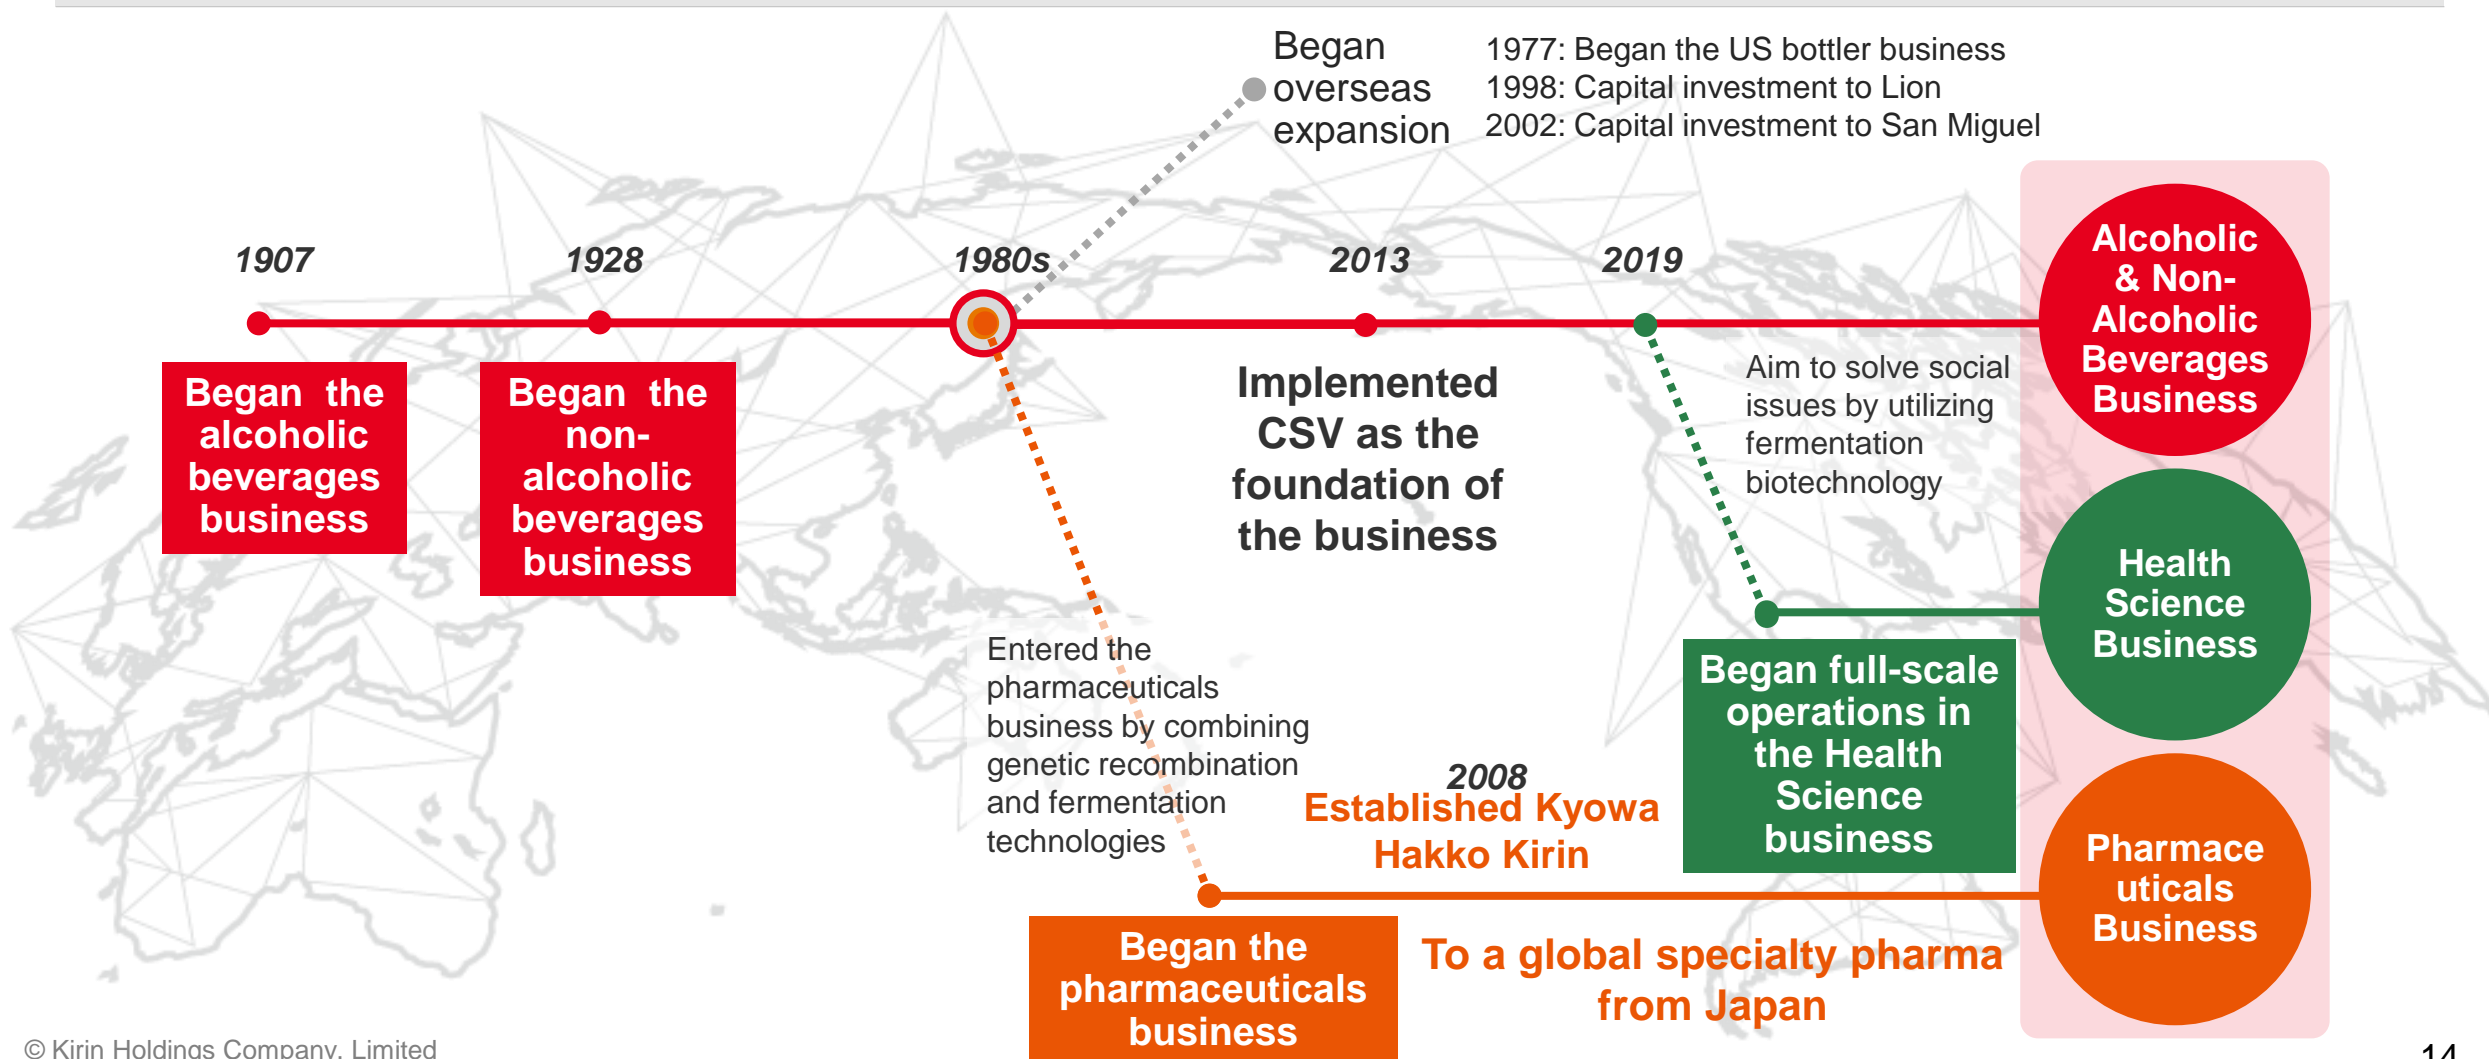 Began
overseas
expansion
1977: Began the US bottler business
1998: Capital investment to Lion
2002: Capital investment to San Miguel
1907
1928
1980s
2013
2019
Began the
alcoholic
beverages
business
Began the
non-
alcoholic
beverages
business
Implemented
CSV as the
foundation of
the business
Aim to solve social
issues by utilizing
fermentation
biotechnology
Alcoholic
& Non-
Alcoholic
Beverages
Business
Entered the
pharmaceuticals
business by combining
genetic recombination
and fermentation
technologies
Began full-scale
operations in
the Health
Science
business
Health
Science
Business
2008
Established Kyowa
Hakko Kirin
Began the
pharmaceuticals
business
To a global specialty pharma
from Japan
Pharmace
uticals
Business
© Kirin Holdings Company, Limited
14